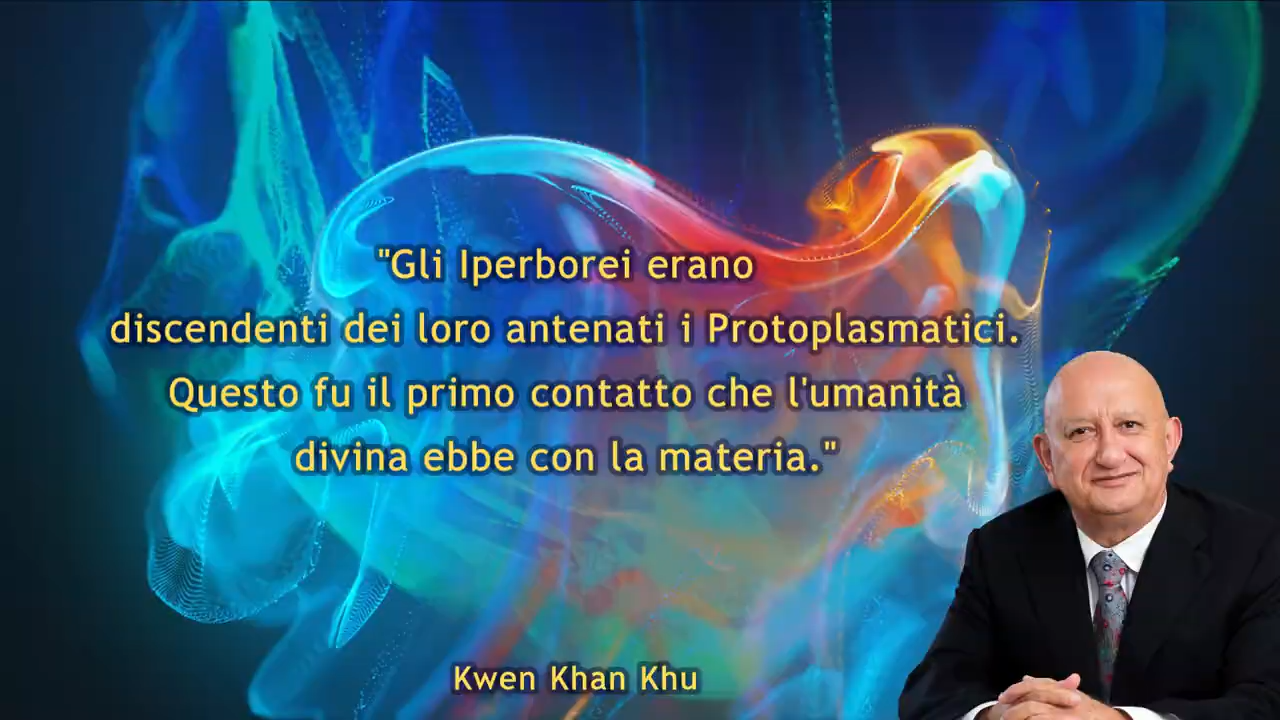 "Gli Iperborei erano
discendenti dei loro antenati i Protoplasmatici.
Questo fu il primo contatto che l'umanità
divina ebbe con la materia."
Kwen Khan Khu